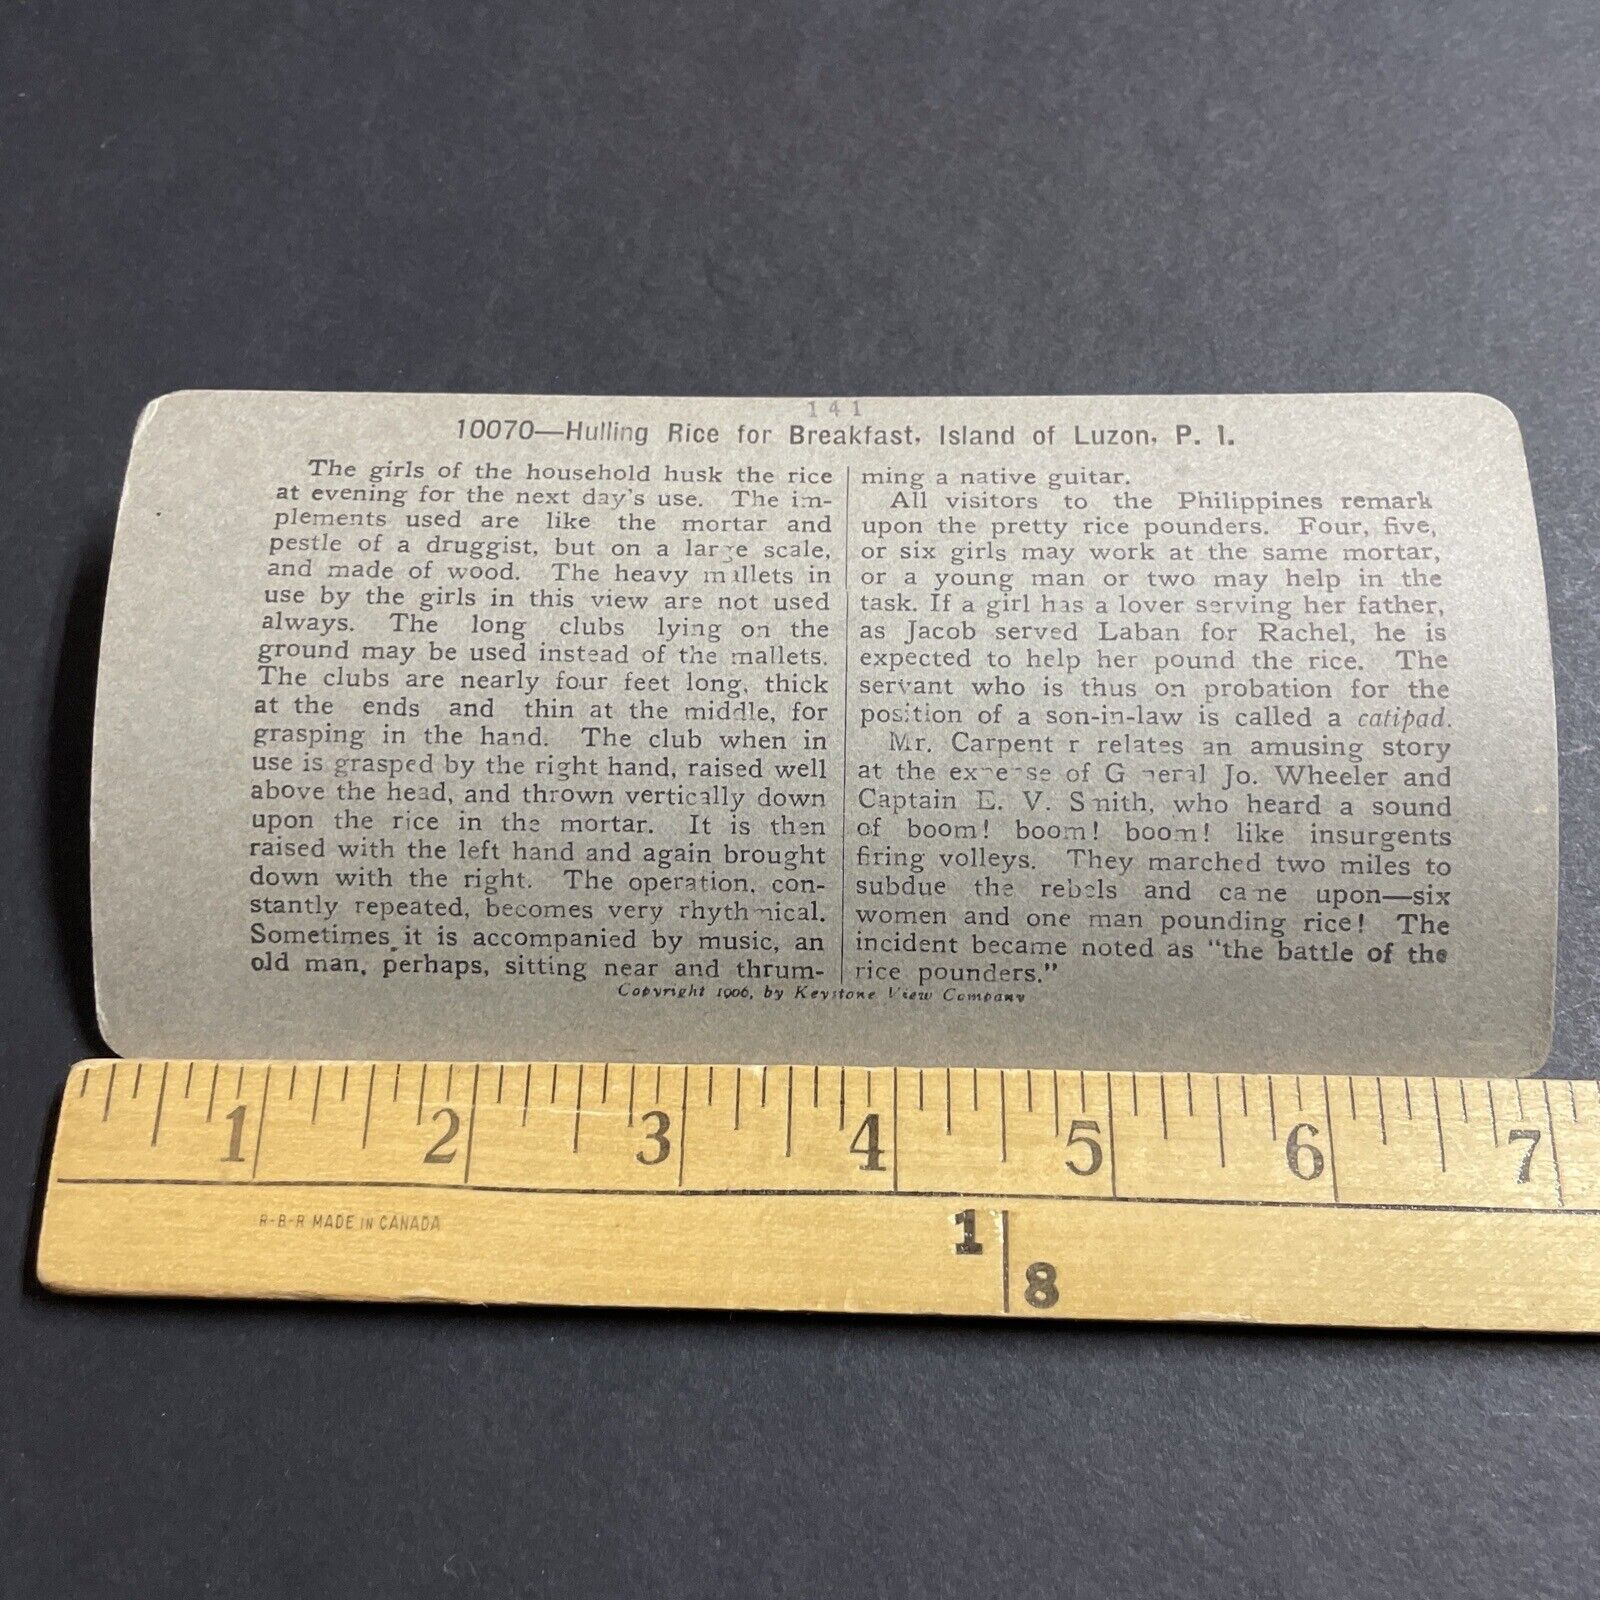 141
10070—Hulling Rice for Breakfast, Island of Luzon, P. I.
The girls of the household husk the rice
at evening for the next day's use. The im-
plements used are like the mortar and
pestle of a druggist, but on a large scale,
and made of wood. The heavy mallets in
use by the girls in this view are not used
always. The long clubs lying on the
ground may be used instead of the mallets.
The clubs are nearly four feet long, thick
at the ends and thin at the middle, for
grasping in the hand. The club when in
use is grasped by the right hand, raised well
above the head, and thrown vertically down
upon the rice in the mortar. It is then
raised with the left hand and again brought
down with the right. The operation, con-
stantly repeated, becomes very rhythmical.
Sometimes it is accompanied by music, an
old man, perhaps, sitting near and thrum-
ming a native guitar.
All visitors to the Philippines remark
upon the pretty rice pounders. Four, five,
or six girls may work at the same mortar,
or a young man or two may help in the
task. If a girl has a lover serving her father,
as Jacob served Laban for Rachel, he is
expected to help her pound the rice. The
servant who is thus on probation for the
position of a son-in-law is called a catipad.
Mr. Carpenter relates an amusing story
at the expense of General Jo. Wheeler and
Captain E. V. Smith, who heard a sound
of boom! boom! boom! like insurgents
firing volleys. They marched two miles to
subdue the rebels and came upon—six
women and one man pounding rice! The
incident became noted as "the battle of the
rice pounders."
Copyright 1906, by Keystone View Company
1 2 3 4 5 6 7
R-B-R MADE IN CANADA
1
8